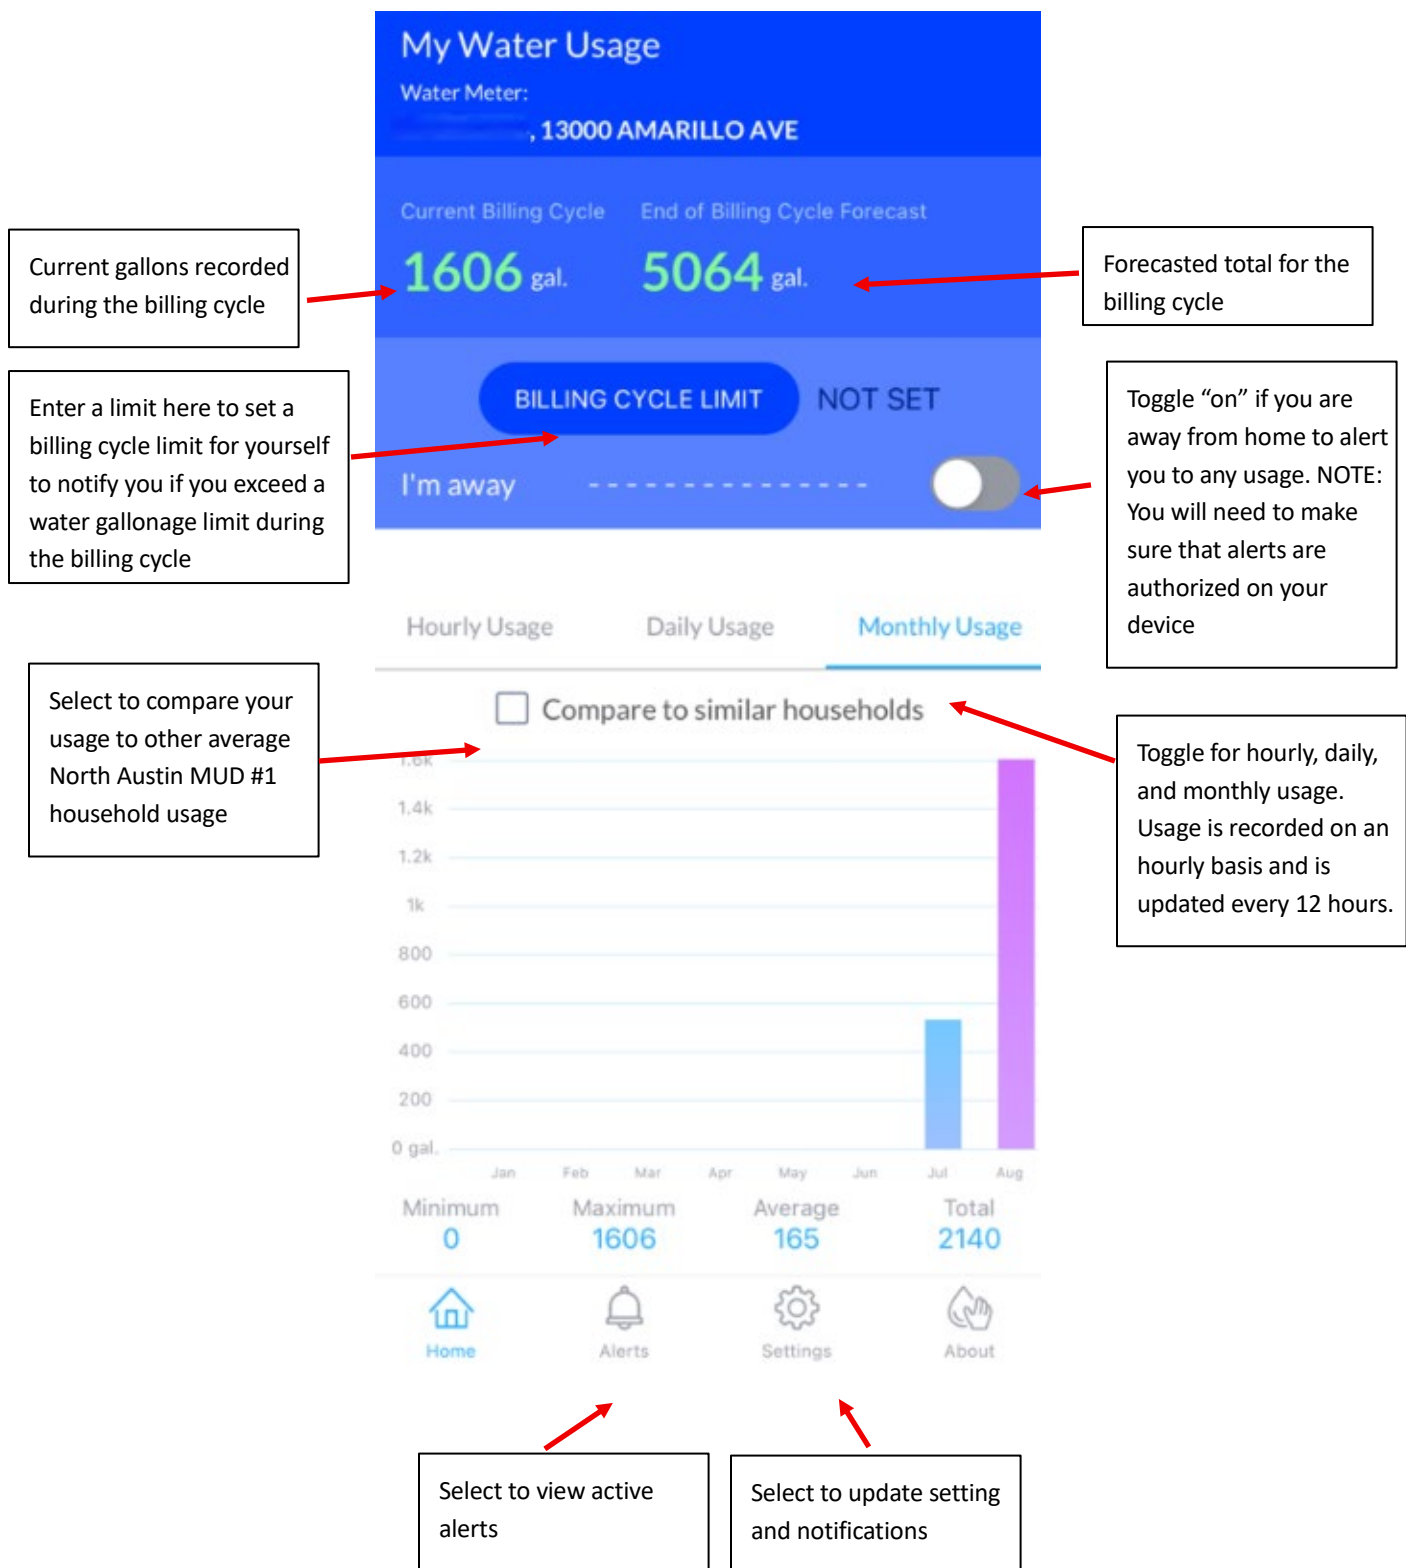 My Water Usage
Water Meter:
, 13000 AMARILLO AVE
Current Billing Cycle
End of Billing Cycle Forecast
1606 gal.
5064 gal.
Current gallons recorded
during the billing cycle
Forecasted total for the
billing cycle
BILLING CYCLE LIMIT
NOT SET
I'm away
Enter a limit here to set a
billing cycle limit for yourself
to notify you if you exceed a
water gallonage limit during
the billing cycle
Toggle “on” if you are
away from home to alert
you to any usage. NOTE:
You will need to make
sure that alerts are
authorized on your
device
Hourly Usage
Daily Usage
Monthly Usage
Compare to similar households
Select to compare your
usage to other average
North Austin MUD #1
household usage
Toggle for hourly, daily,
and monthly usage.
Usage is recorded on an
hourly basis and is
updated every 12 hours.
1.6k
1.4k
1.2k
1k
800
600
400
200
0 gal.
Jan
Feb
Mar
Apr
May
Jun
Jul
Aug
Minimum
0
Maximum
1606
Average
165
Total
2140
Home
Alerts
Settings
About
Select to view active
alerts
Select to update setting
and notifications